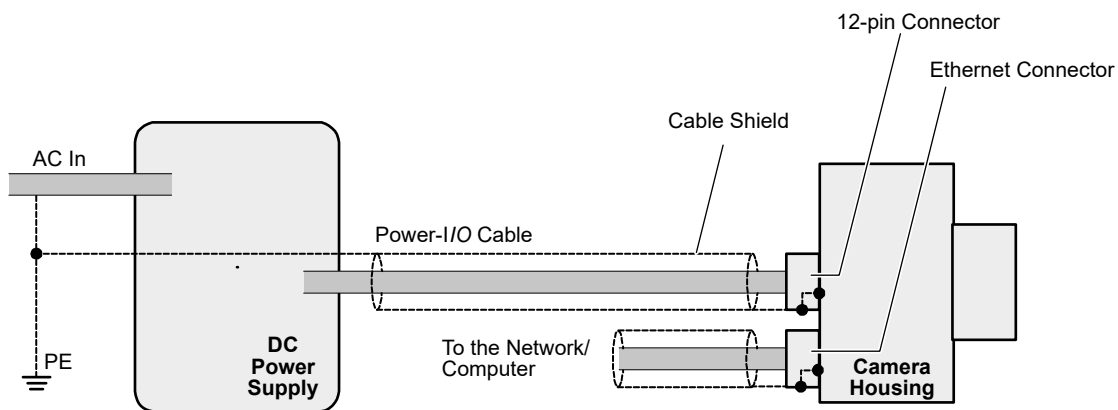 12-pin Connector
Ethernet Connector
Cable Shield
AC In
Power-I/O Cable
PE
DC
Power
Supply
To the Network/
Computer
Camera
Housing